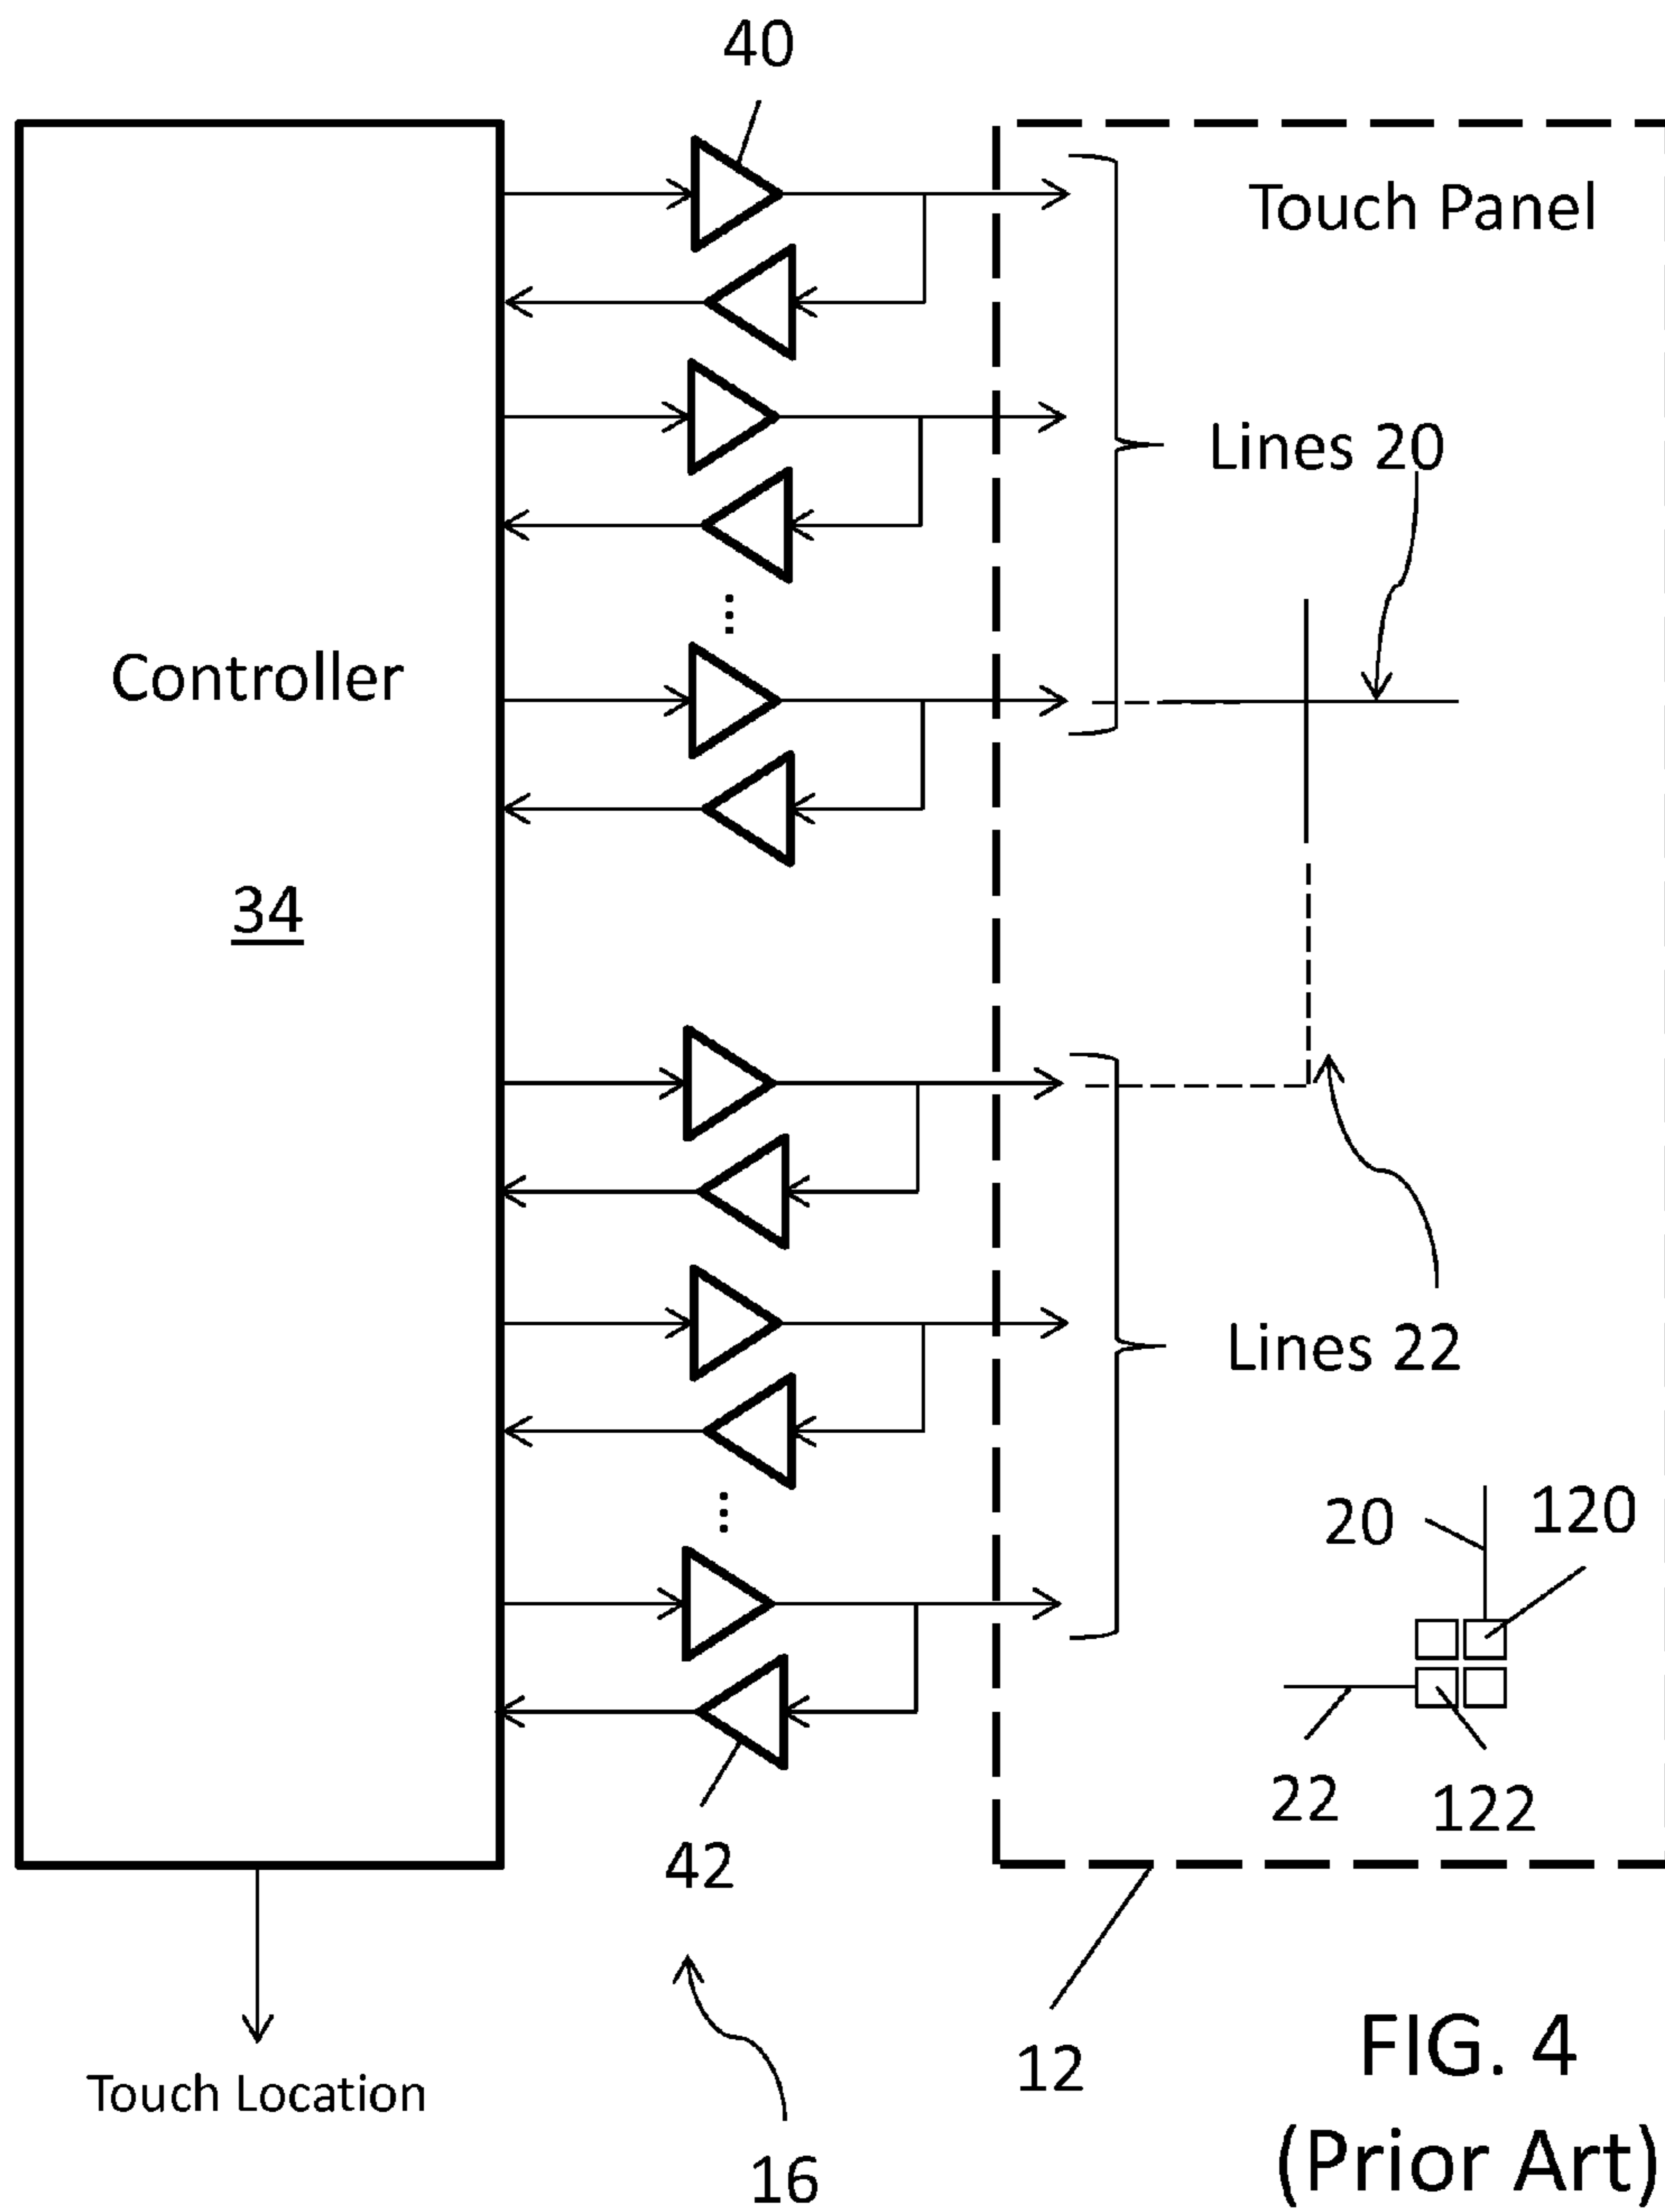 40
Touch Panel
Lines 20
Controller
34
Lines 22
20
120
22
122
42
12
Touch Location
16
FIG. 4
(Prior Art)